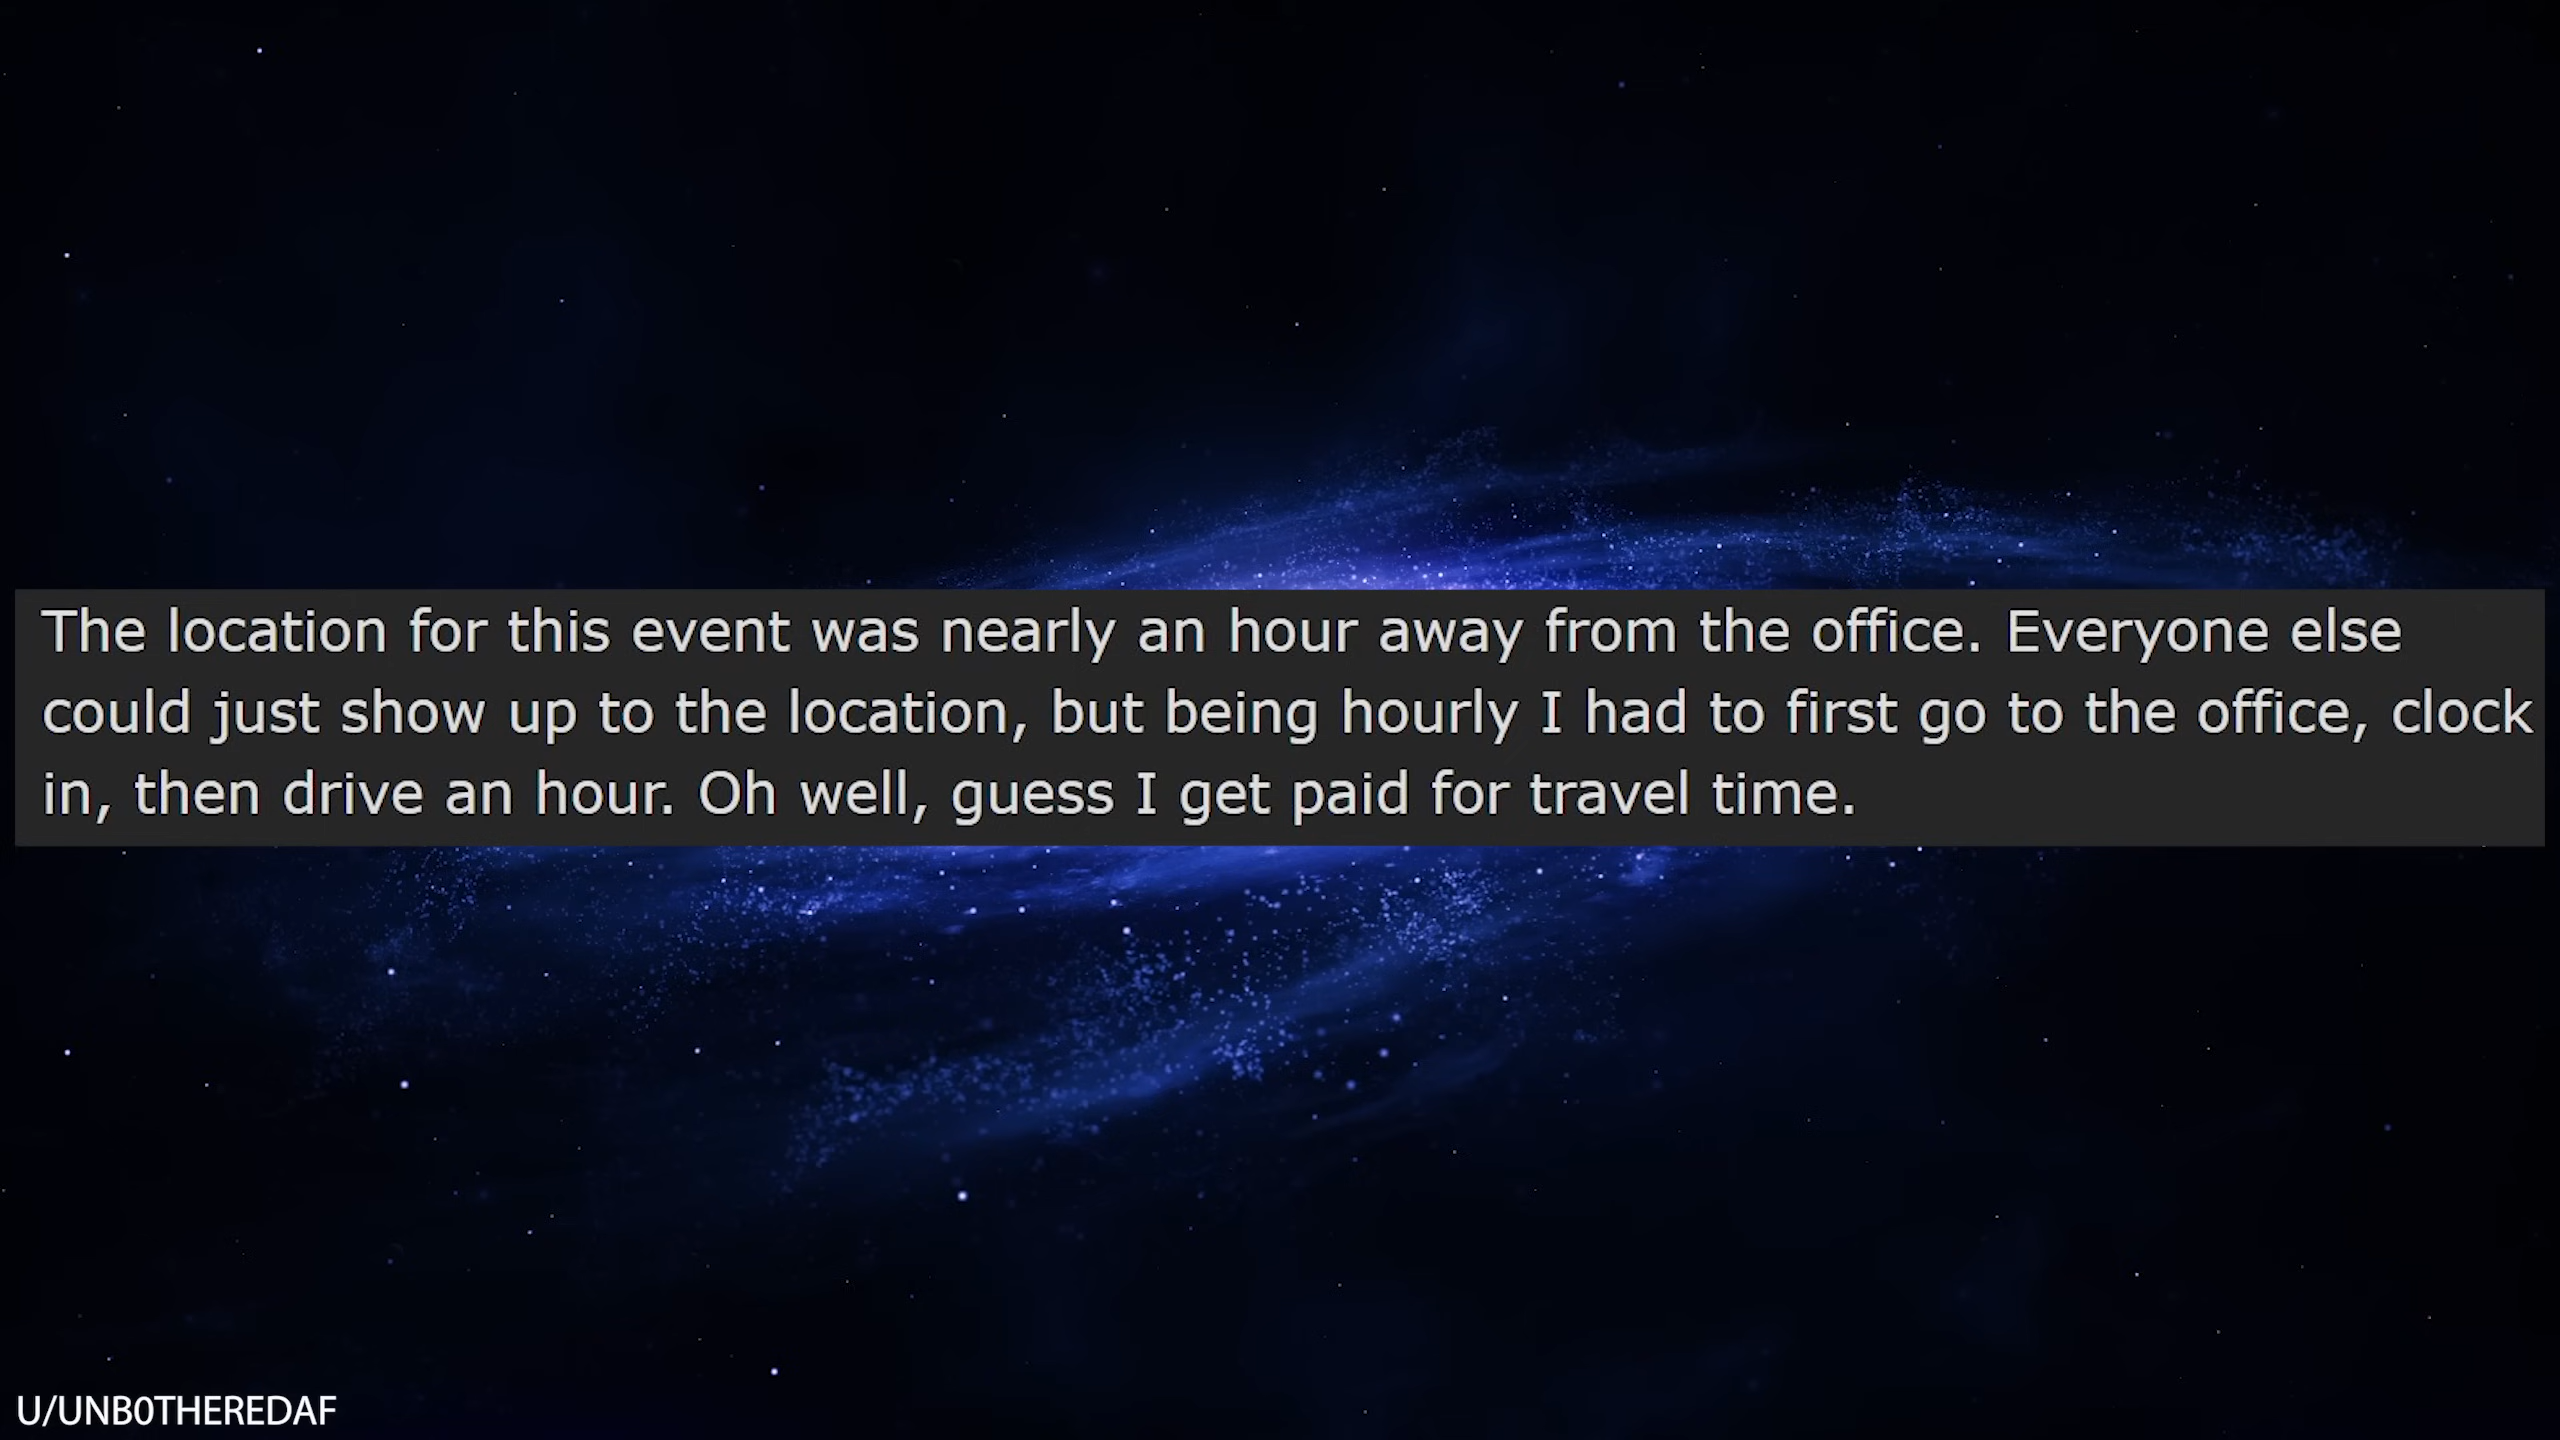 The location for this event was nearly an hour away from the office. Everyone else
could just show up to the location, but being hourly I had to first go to the office, clock
in, then drive an hour. Oh well, guess I get paid for travel time.
U/UNB0THEREDAF